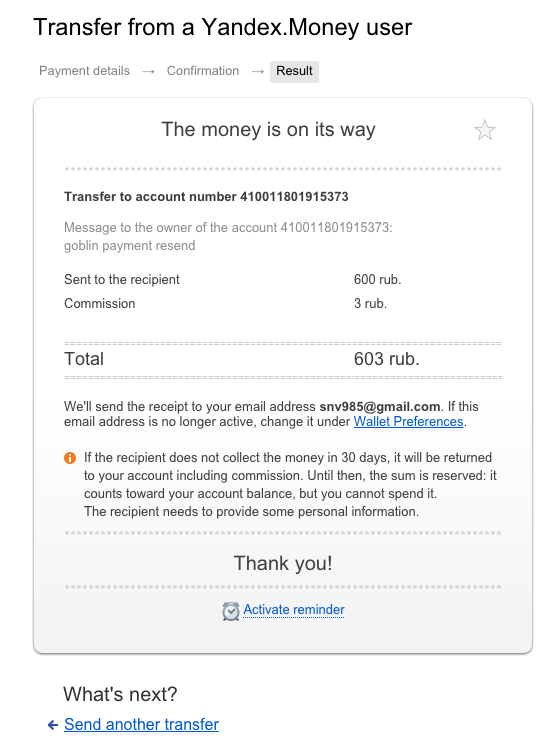 Transfer from a Yandex.Money user
Payment details → Confirmation → Result
The money is on its way
Transfer to account number 410011801915373
Message to the owner of the account 410011801915373:
goblin payment resend
Sent to the recipient 600 rub.
Commission 3 rub.
Total 603 rub.
We'll send the receipt to your email address snv985@gmail.com. If this
email address is no longer active, change it under Wallet Preferences.
If the recipient does not collect the money in 30 days, it will be returned
to your account including commission. Until then, the sum is reserved: it
counts toward your account balance, but you cannot spend it.
The recipient needs to provide some personal information.
Thank you!
Activate reminder
What's next?
← Send another transfer